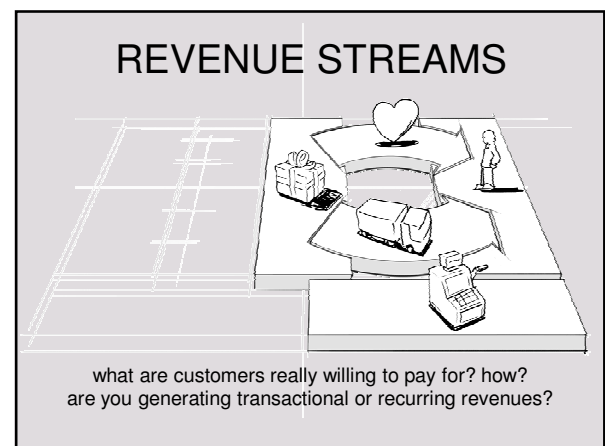 REVENUE STREAMS
what are customers really willing to pay for? how?
are you generating transactional or recurring revenues?